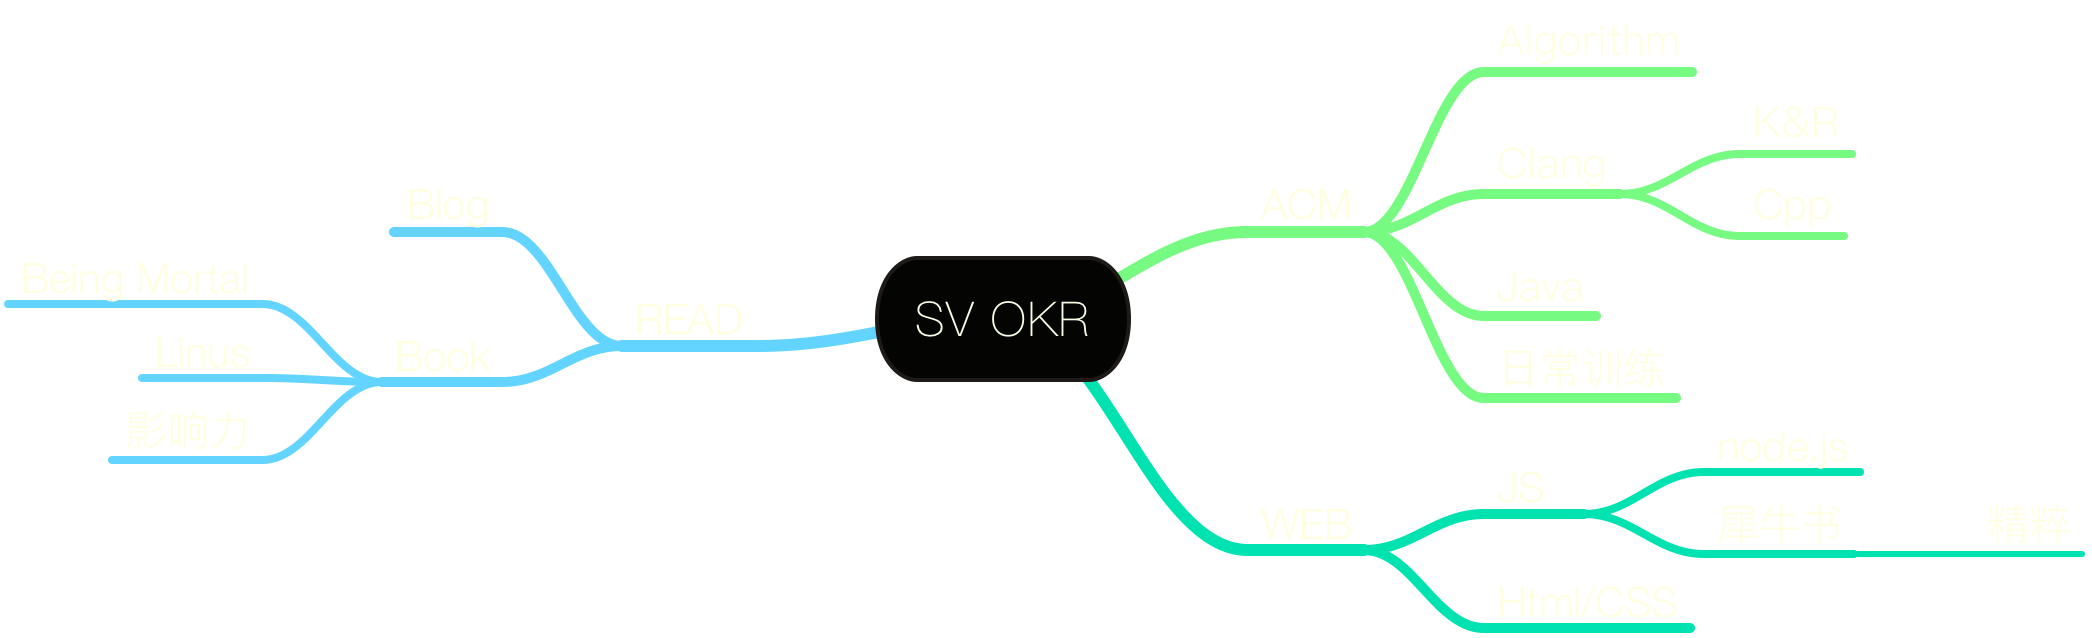 SV OKR
ACM
Algorithm
Clang
K&R
Cpp
Java
日常训练
WEB
JS
node.js
犀牛书
精粹
Html/CSS
READ
Blog
Book
Being Mortal
Linus
影响力